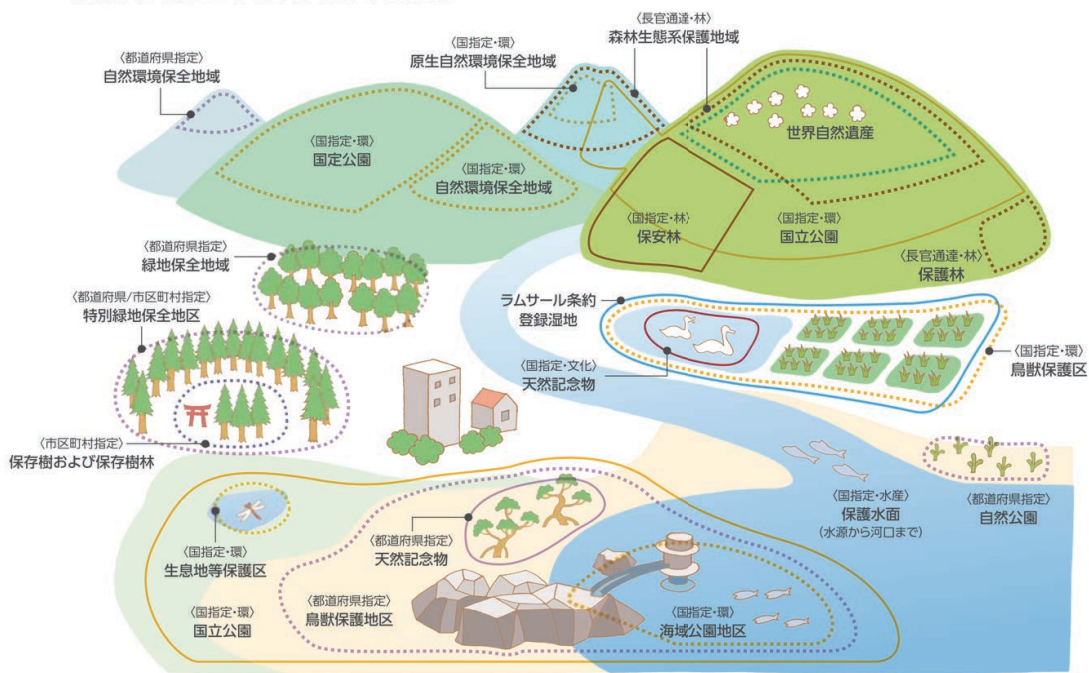 〈都道府県指定〉
自然環境保全地域
〈国指定・環〉
原生自然環境保全地域
〈長官通達・林〉
森林生態系保護地域
世界自然遺産
〈国指定・環〉
国定公園
〈国指定・環〉
自然環境保全地域
〈国指定・林〉
保安林
〈国指定・環〉
国立公園
〈長官通達・林〉
保護林
〈都道府県指定〉
緑地保全地域
〈都道府県/市区町村指定〉
特別緑地保全地区
ラムサール条約
登録湿地
〈国指定・文化〉
天然記念物
〈国指定・環〉
鳥獣保護区
〈市区町村指定〉
保存樹および保存樹林
〈国指定・水産〉
保護水面
(水源から河口まで)
〈都道府県指定〉
自然公園
〈国指定・環〉
生息地等保護区
〈都道府県指定〉
天然記念物
〈国指定・環〉
国立公園
〈都道府県指定〉
鳥獣保護地区
〈国指定・環〉
海域公園地区